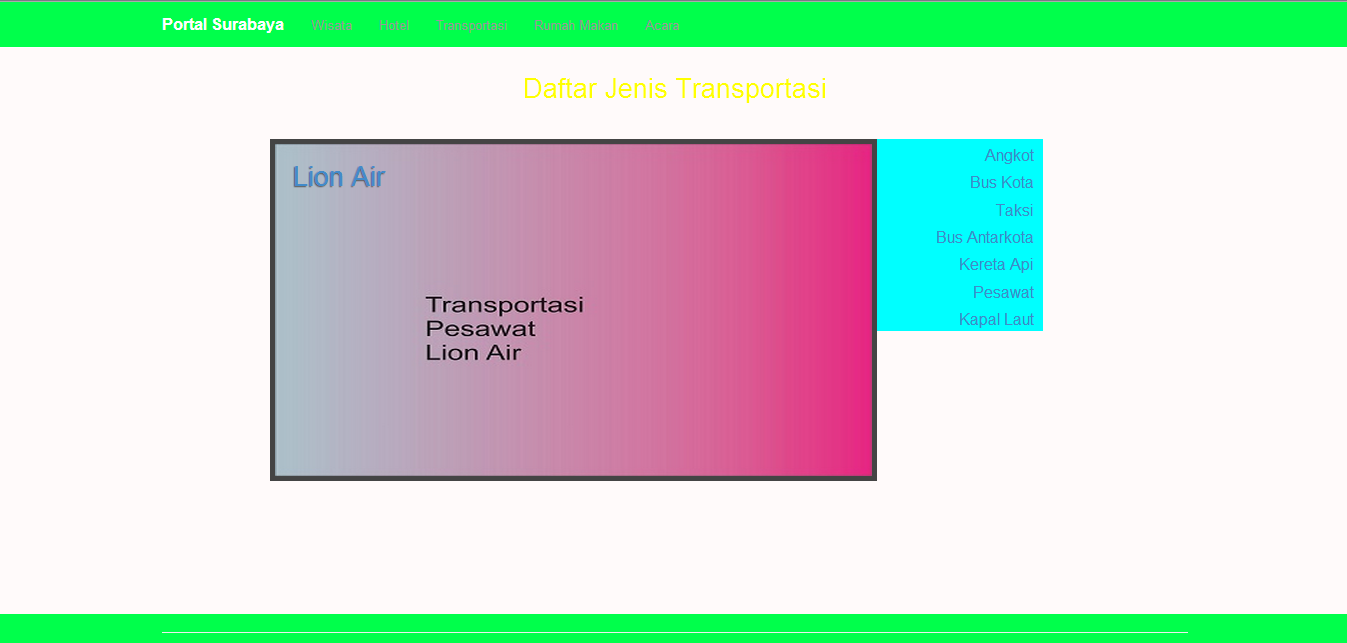 Portal Surabaya Wisata Hotel Transportasi Rumah Makan Acara
Daftar Jenis Transportasi
Lion Air
Transportasi
Pesawat
Lion Air
Angkot
Bus Kota
Taksi
Bus Antarkota
Kereta Api
Pesawat
Kapal Laut